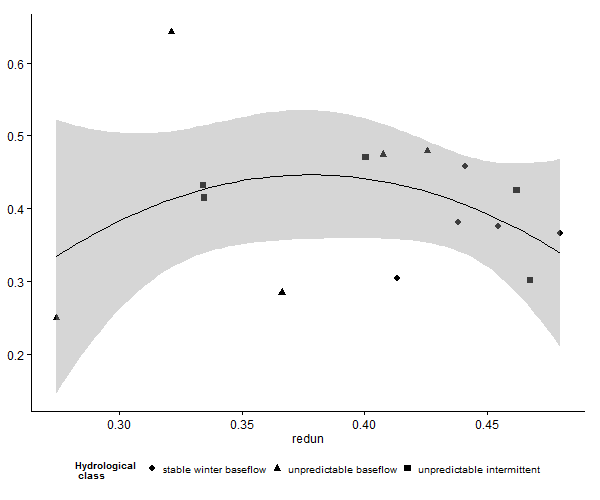 0.6
0.5
0.4
0.3
0.2
0.30 0.35 0.40 0.45
redun
Hydrological
class
stable winter baseflow unpredictable baseflow unpredictable intermittent